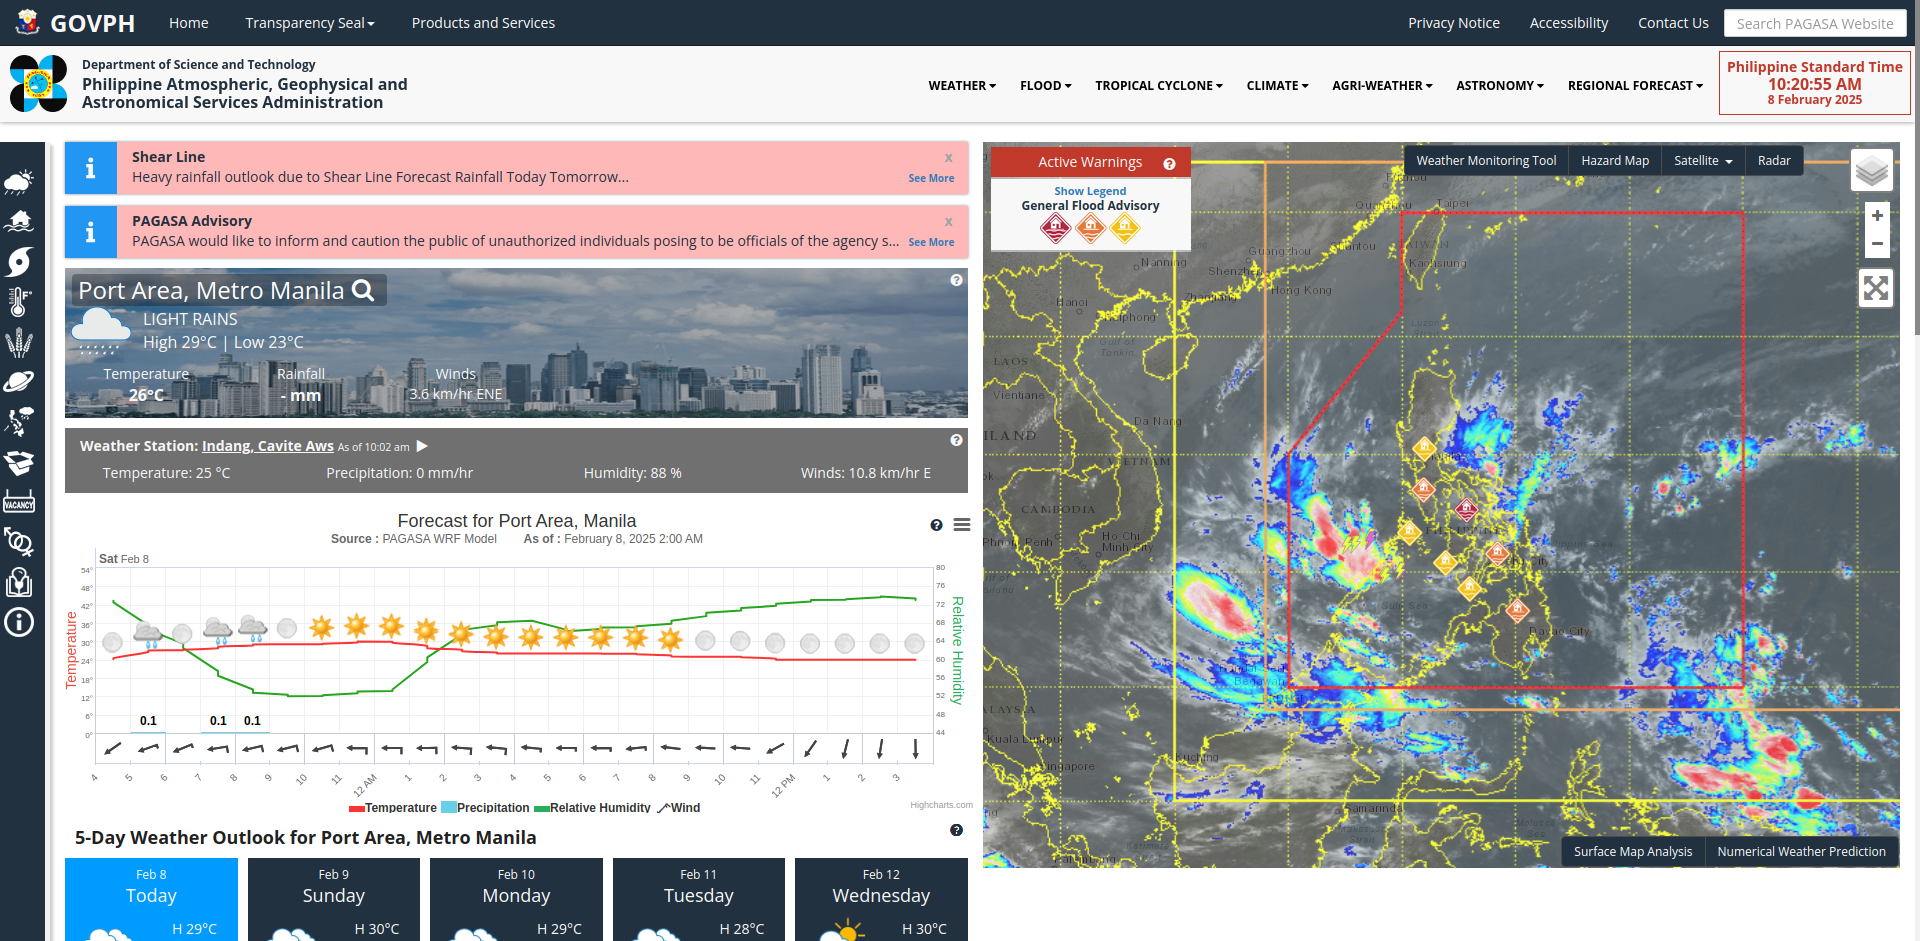 GOVPH
Home
Transparency Seal
Products and Services
Privacy Notice
Accessibility
Contact Us
Search PAGASA Website
Department of Science and Technology
Philippine Atmospheric, Geophysical and
Astronomical Services Administration
WEATHER
FLOOD
TROPICAL CYCLONE
CLIMATE
AGRI-WEATHER
ASTRONOMY
REGIONAL FORECAST
Philippine Standard Time
10:20:55 AM
8 February 2025
Shear Line
x
Heavy rainfall outlook due to Shear Line Forecast Rainfall Today Tomorrow...
See More
PAGASA Advisory
x
PAGASA would like to inform and caution the public of unauthorized individuals posing to be officials of the agency s...
See More
Port Area, Metro Manila
LIGHT RAINS
High 29°C | Low 23°C
Temperature
26°C
Rainfall
- mm
Winds
3.6 km/hr ENE
Weather Station: Indang, Cavite Aws As of 10:02 am
Temperature: 25 °C
Precipitation: 0 mm/hr
Humidity: 88 %
Winds: 10.8 km/hr E
VACANCY
Forecast for Port Area, Manila
Source : PAGASA WRF Model As of : February 8, 2025 2:00 AM
Sat Feb 8
Temperature
54°
48°
42°
36°
30°
24°
18°
12°
6°
0°
80
76
72
68
64
60
56
52
48
44
Relative Humidity
0.1
0.1
0.1
4 5 6 7 8 9 10 11 12 AM 1 2 3 4 5 6 7 8 9 10 11 12 PM 1 2 3
Temperature Precipitation Relative Humidity Wind
Highcharts.com
5-Day Weather Outlook for Port Area, Metro Manila
Feb 8
Today
H 29°C
Feb 9
Sunday
H 30°C
Feb 10
Monday
H 29°C
Feb 11
Tuesday
H 28°C
Feb 12
Wednesday
H 30°C
Active Warnings
Show Legend
General Flood Advisory
Weather Monitoring Tool
Hazard Map
Satellite
Radar
+
−
Taipei
TAIWAN
Kaohsiung
Guangzhou
Shantou
Nanning
Shenzhen
Hong Kong
Zhanjiang
Hanoi
Haiphong
Gulf of
Tonkin
Luzon
LAOS
Vientiane
Da Nang
ILAND
VIETNAM
CAMBODIA
Phnom Penh
Ho Chi
Minh City
Davao City
Bandar Seri
Begawan
ALAYSIA
Kuala Lumpur
Singapore
Kuching
Samarinda
Surface Map Analysis
Numerical Weather Prediction